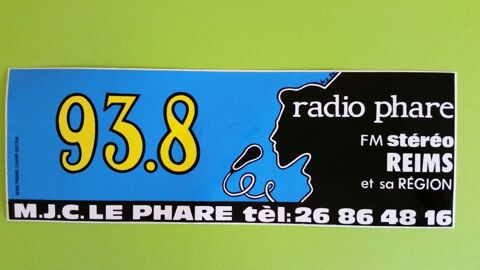 93.8
radio phare
FM stéréo
REIMS
et sa RÉGION
M.J.C. LE PHARE tèl: 26 86 48 16